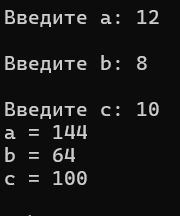 Введите a: 12
Введите b: 8
Введите c: 10
a = 144
b = 64
c = 100